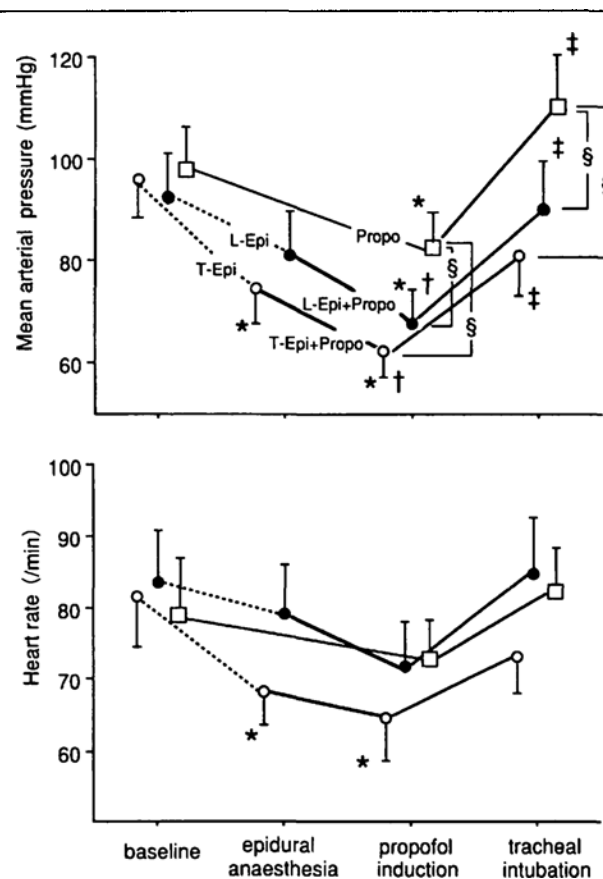 Mean arterial pressure (mmHg)
120
100
80
60
‡
*
§
Propo
‡
§
L-Epi
T-Epi
* †
§
L-Epi+Propo
*
T-Epi+Propo
§
‡
* †
Heart rate (/min)
100
90
80
70
60
*
*
baseline
epidural
anaesthesia
propofol
induction
tracheal
intubation